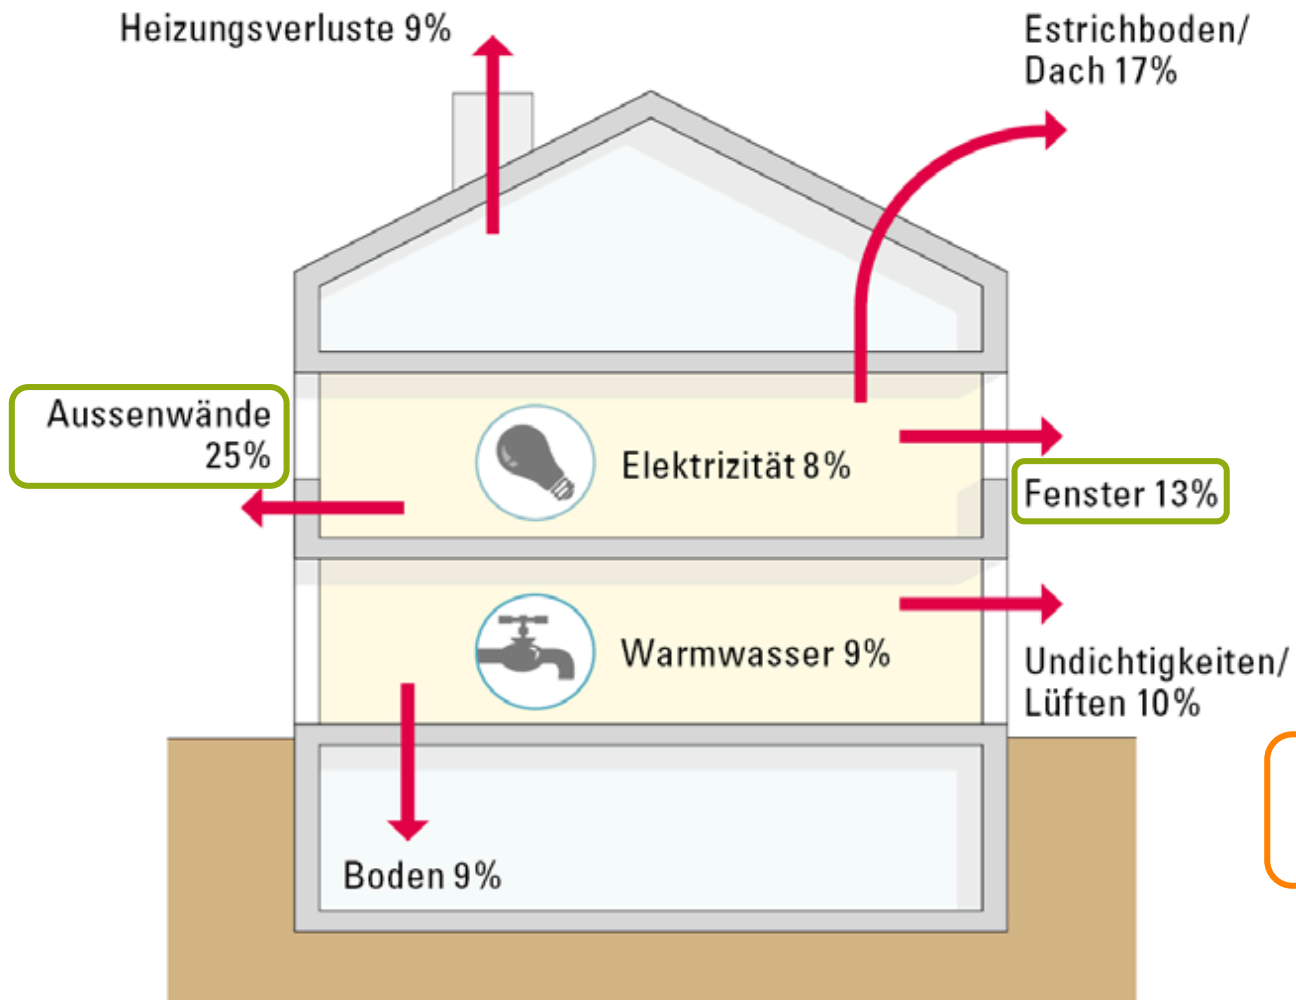 Heizungsverluste 9%
Estrichboden/
Dach 17%
Aussenwände
25%
Elektrizität 8%
Fenster 13%
Warmwasser 9%
Undichtigkeiten/
Lüften 10%
Boden 9%